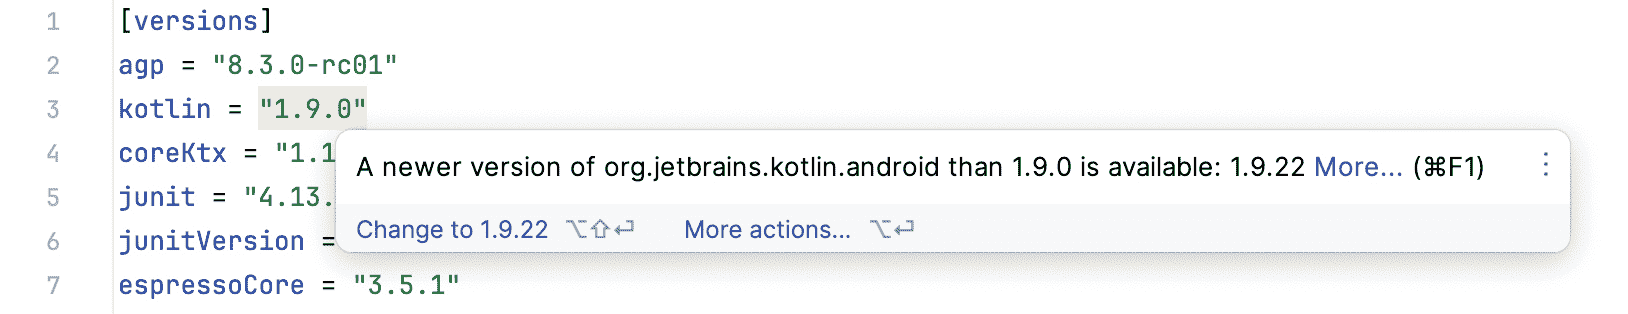 1 [versions]
2 agp = "8.3.0-rc01"
3 kotlin = "1.9.0"
4 coreKtx = "1.1
A newer version of org.jetbrains.kotlin.android than 1.9.0 is available: 1.9.22 More... (⌘F1)
5 junit = "4.13.
Change to 1.9.22 ⌥⇧⏎ More actions... ⌥⏎
6 junitVersion =
7 espressoCore = "3.5.1"